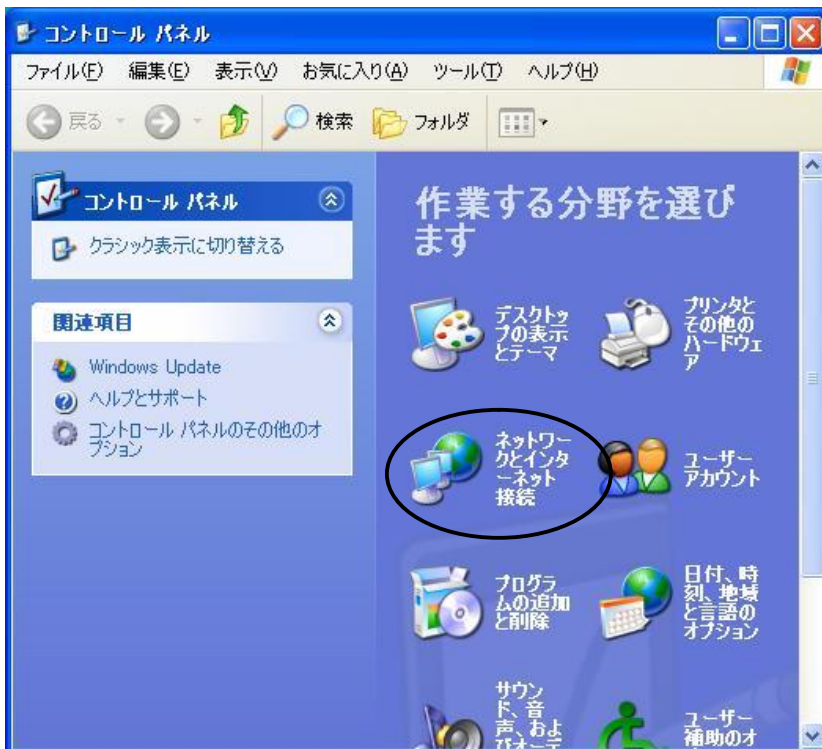 コントロール パネル
ファイル(F) 編集(E) 表示(V) お気に入り(A) ツール(T) ヘルプ(H)
戻る 検索 フォルダ
コントロール パネル
クラシック表示に切り替える
関連項目
Windows Update
ヘルプとサポート
コントロール パネルのその他のオ
プション
作業する分野を選び
ます
デスクトッ
プの表示
とテーマ
プリンタと
その他の
ハードウェ
ア
ネットワー
クとインタ
ーネット
接続
ユーザー
アカウント
プログラ
ムの追加
と削除
日付、時
刻、地域
と言語の
オプション
サウン
ド、音
声、およ
びオーデ
ユーザー
補助のオ